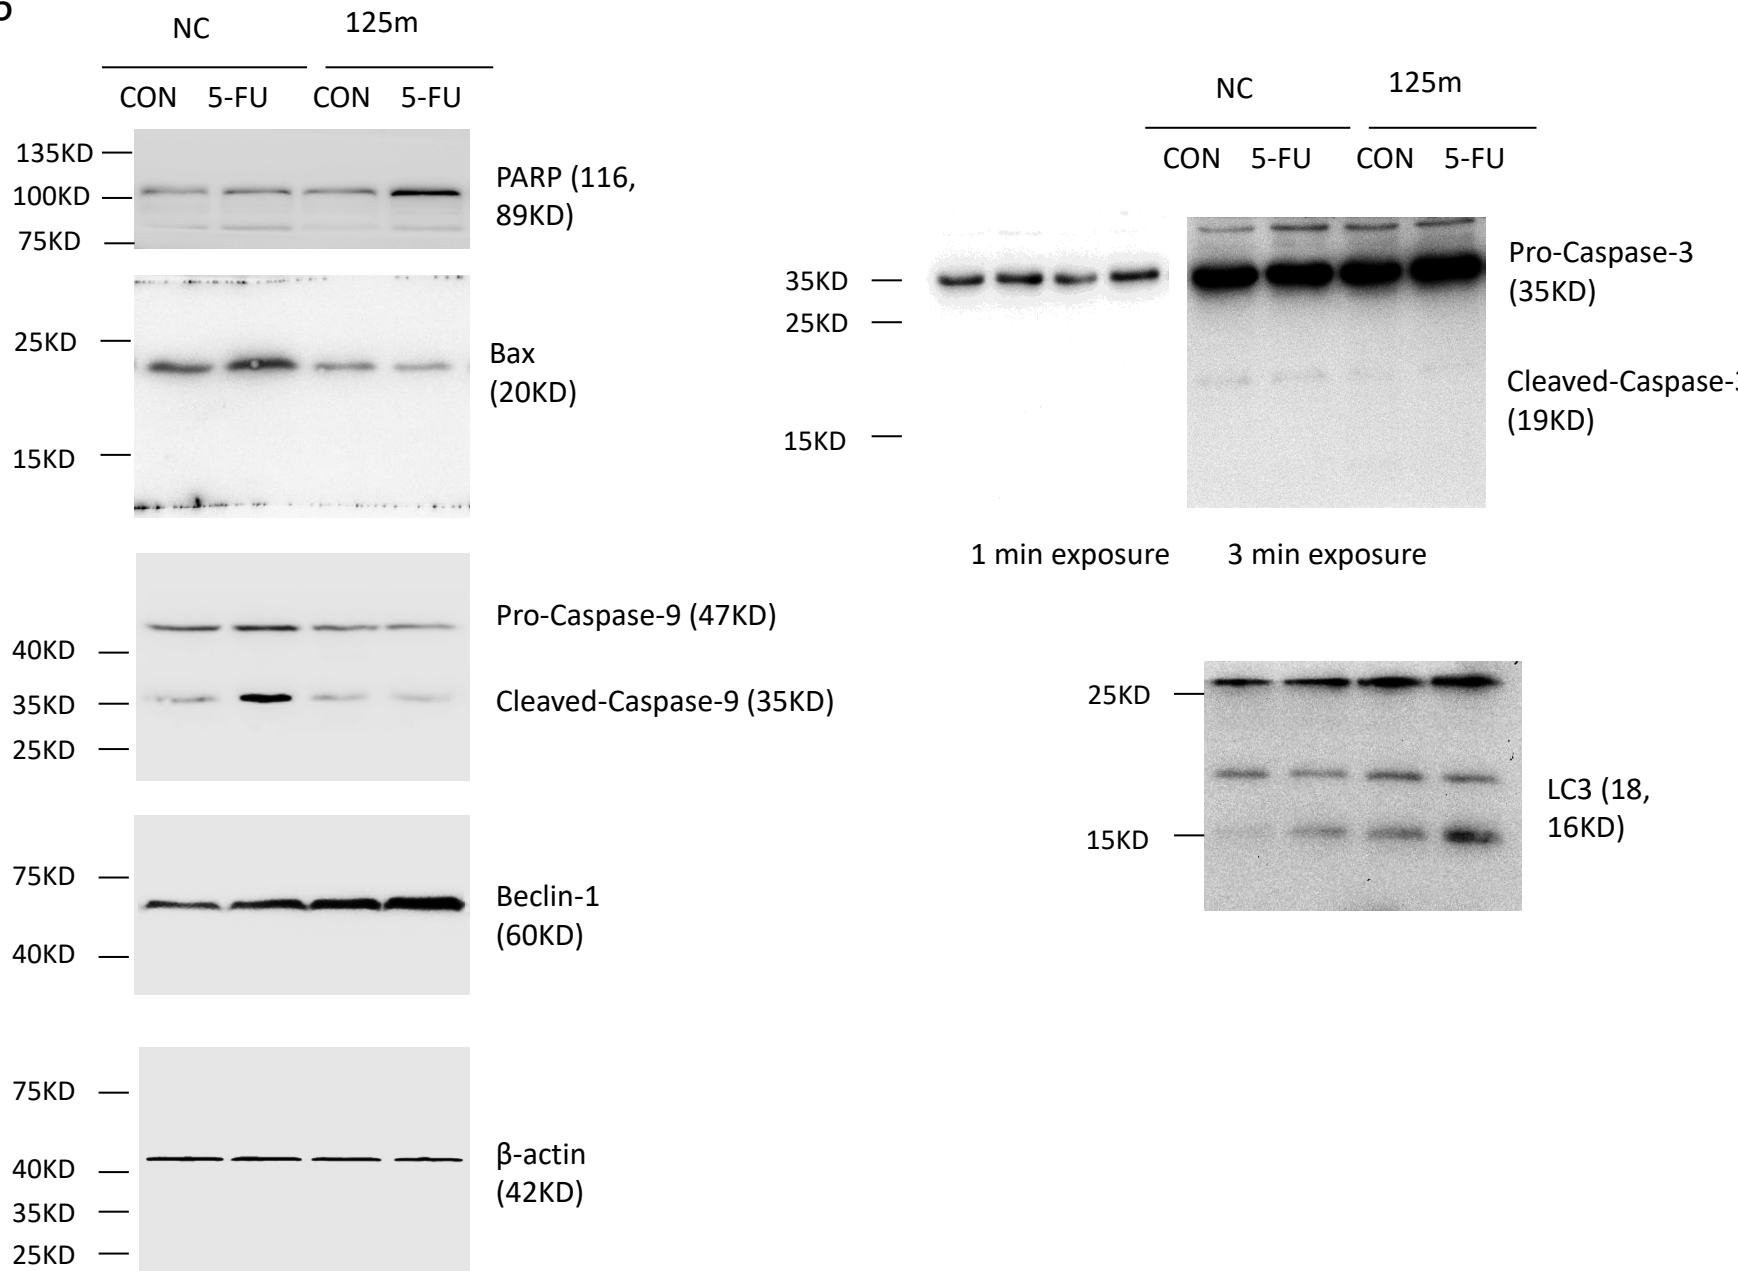 b
NC 125m
CON 5-FU CON 5-FU
135KD
100KD
75KD
PARP (116,
89KD)
25KD
15KD
Bax
(20KD)
40KD
35KD
25KD
Pro-Caspase-9 (47KD)
Cleaved-Caspase-9 (35KD)
75KD
40KD
Beclin-1
(60KD)
75KD
40KD
35KD
25KD
β-actin
(42KD)
NC 125m
CON 5-FU CON 5-FU
35KD
25KD
15KD
Pro-Caspase-3
(35KD)
Cleaved-Caspase-3
(19KD)
1 min exposure 3 min exposure
25KD
15KD
LC3 (18,
16KD)